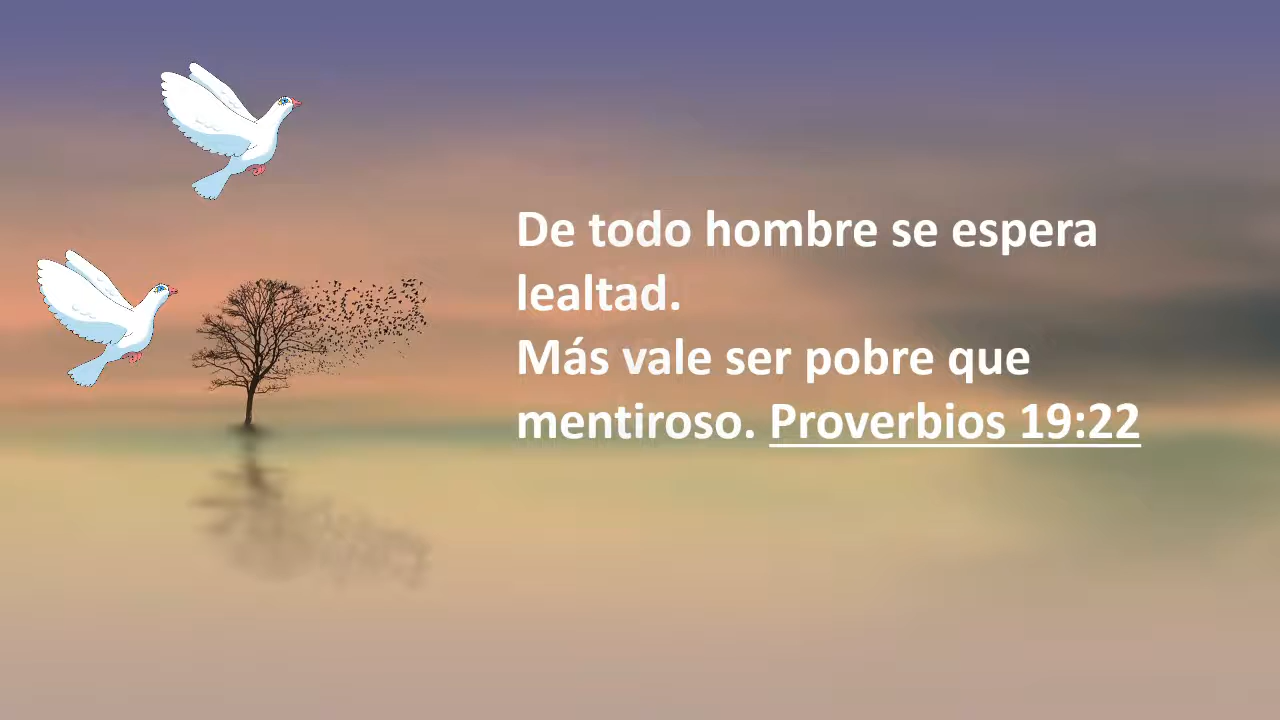 De todo hombre se espera
lealtad.
Más vale ser pobre que
mentiroso. Proverbios 19:22